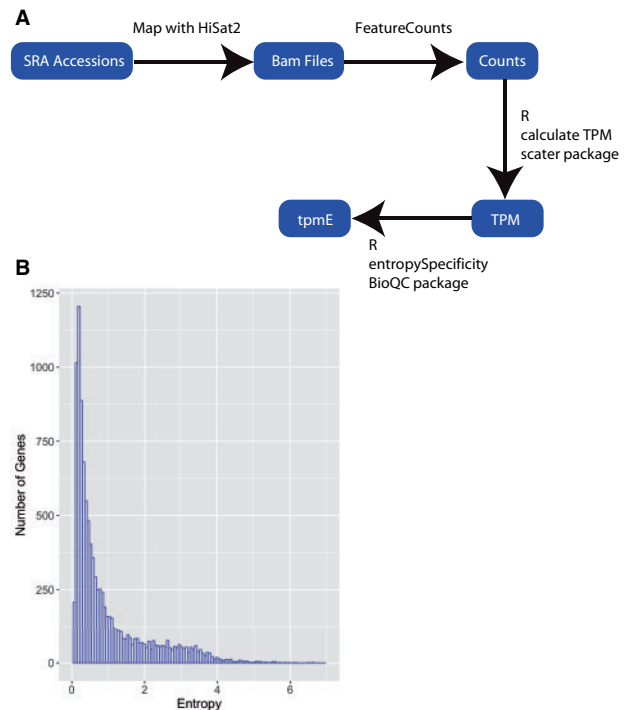 A
Map with HiSat2
FeatureCounts
SRA Accessions
Bam Files
Counts
R
calculate TPM
scater package
tpmE
TPM
R
entropySpecificity
BioQC package
B
1250
1000
750
500
250
0
Number of Genes
0 2 4 6
Entropy